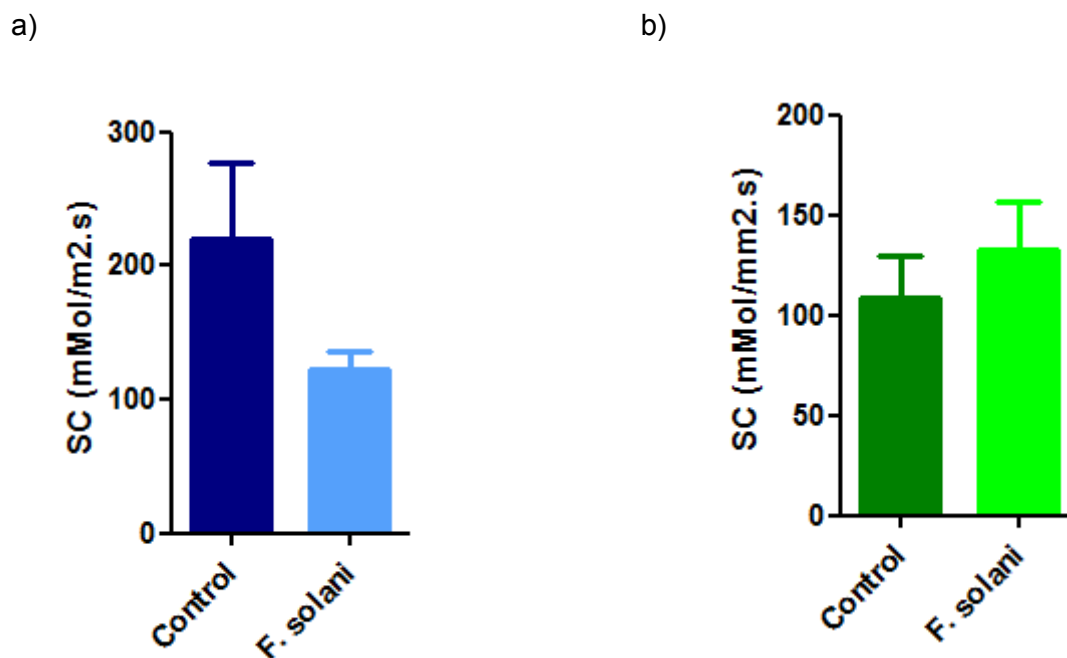 a)
SC (mMol/m2.s)
300
200
100
0
Control
F. solani
b)
SC (mMol/mm2.s)
200
150
100
50
0
Control
F. solani